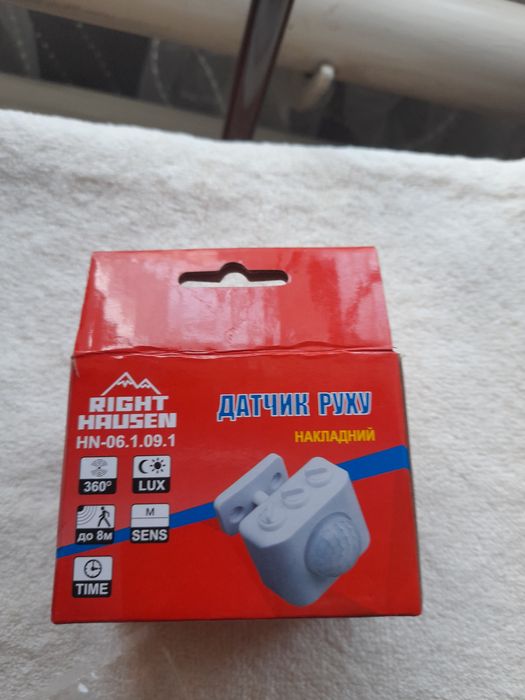 RIGHT
HAUSEN
HN-06.1.09.1
ДАТЧИК РУХУ
НАКЛАДНИЙ
360°
LUX
до 8м
M
SENS
TIME